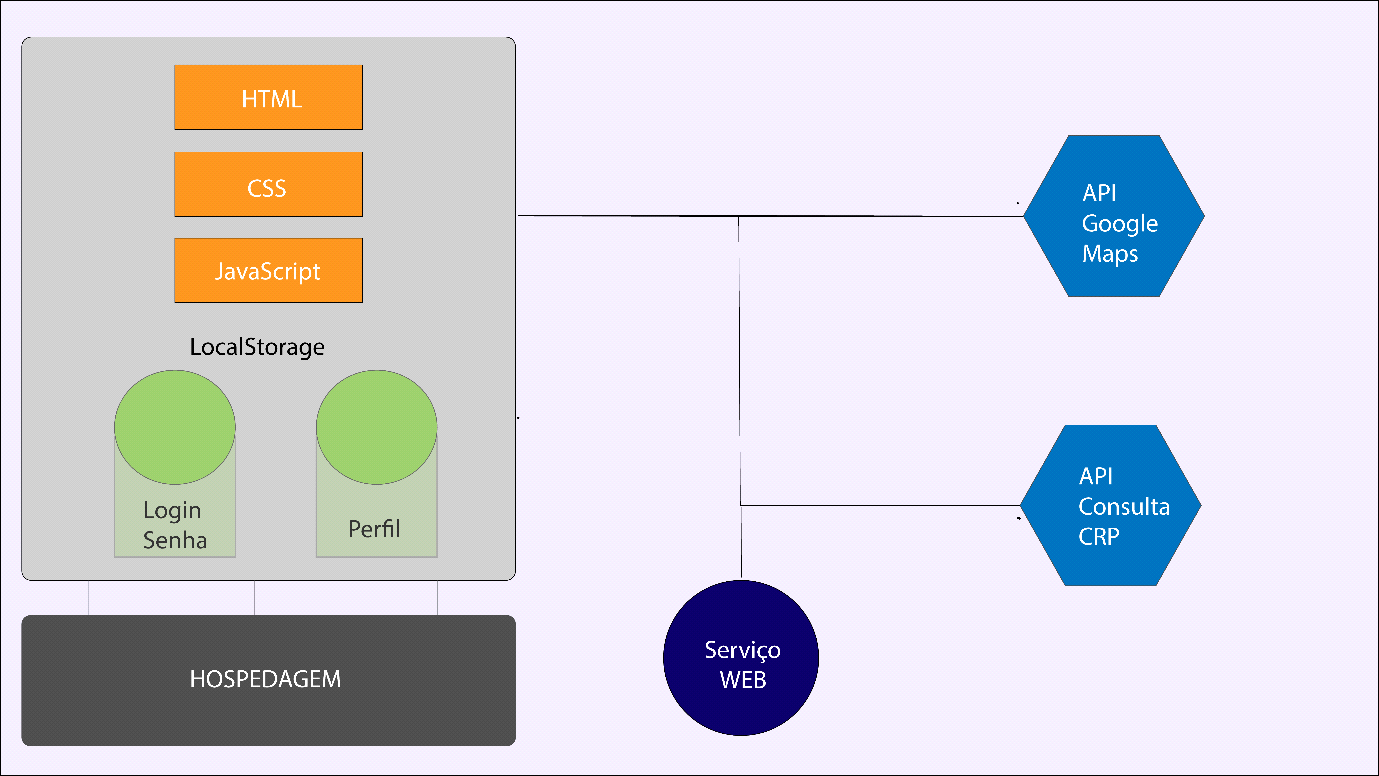 HTML
CSS
JavaScript
LocalStorage
Login
Senha
Perfil
HOSPEDAGEM
API
Google
Maps
API
Consulta
CRP
Serviço
WEB